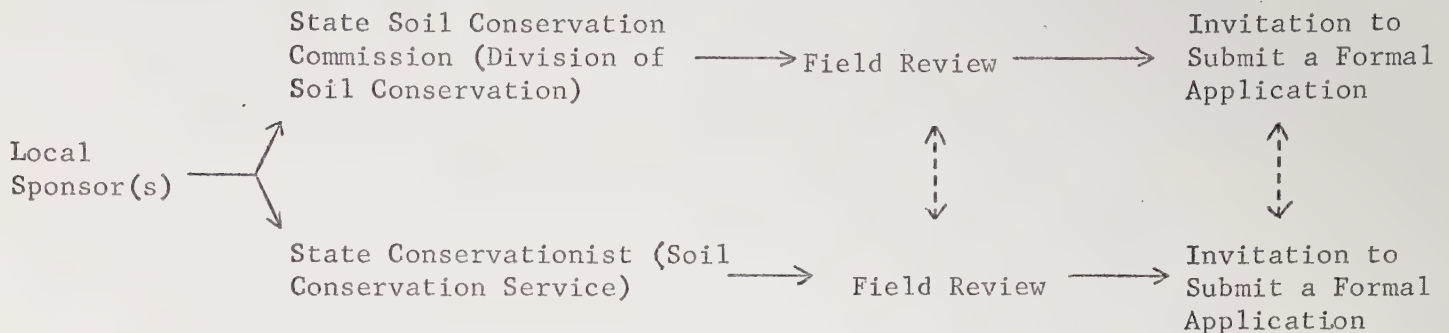 State Soil Conservation
Commission (Division of
Soil Conservation)
Field Review
Invitation to
Submit a Formal
Application
Local
Sponsor(s)
State Conservationist (Soil
Conservation Service)
Field Review
Invitation to
Submit a Formal
Application